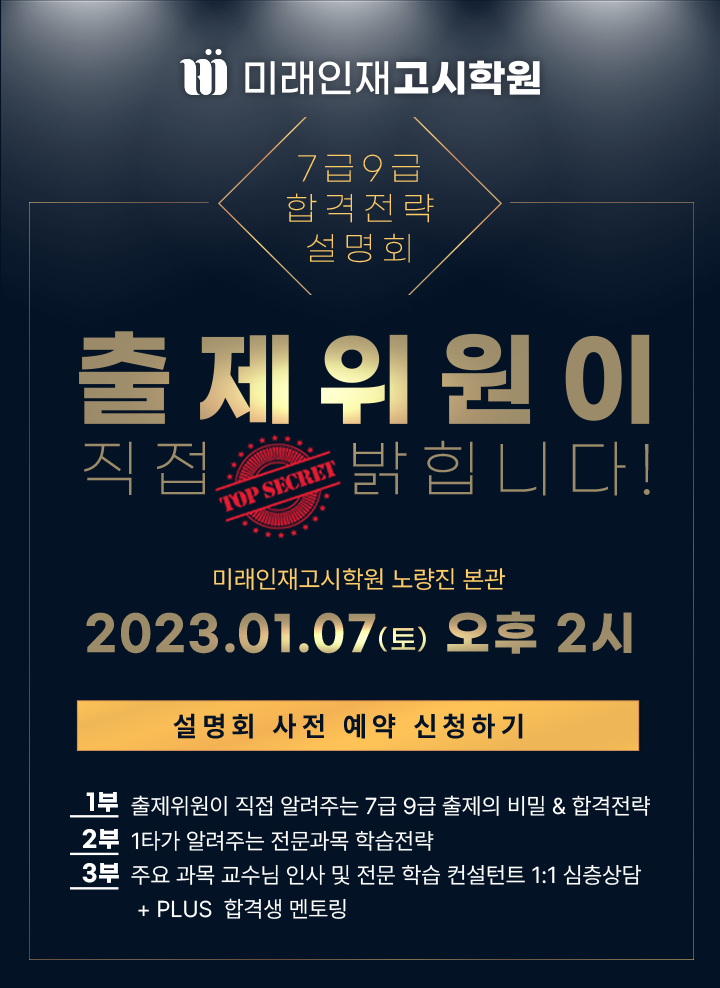 미래인재고시학원
7급9급
합격전략
설명회
출제위원이
직접 밝힙니다!
TOP SECRET
미래인재고시학원 노량진 본관
2023.01.07(토) 오후 2시
설명회 사전 예약 신청하기
1부 출제위원이 직접 알려주는 7급 9급 출제의 비밀 & 합격전략
2부 1타가 알려주는 전문과목 학습전략
3부 주요 과목 교수님 인사 및 전문 학습 컨설턴트 1:1 심층상담
+ PLUS 합격생 멘토링